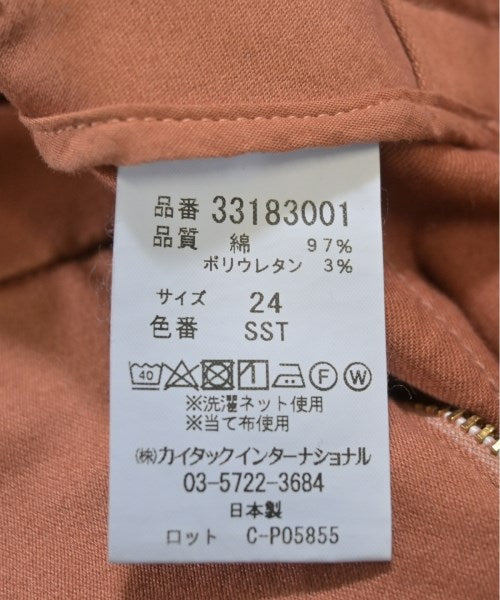 品番 33183001
品質 綿 97%
ポリウレタン 3%
サイズ 24
色番 SST
40 F W
※洗濯ネット使用
※当て布使用
㈱カイタックインターナショナル
03-5722-3684
日本製
ロット C-P05855